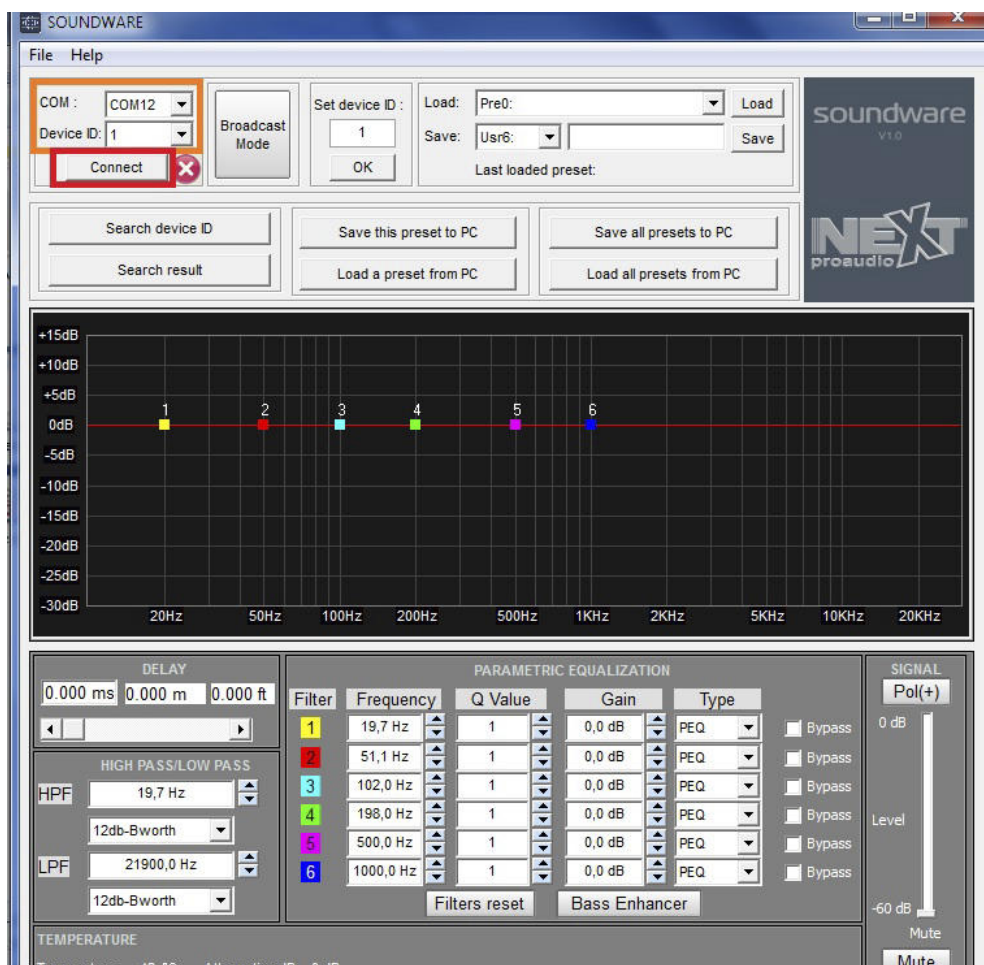 SOUNDWARE
File Help
COM : COM12
Device ID: 1
Connect
Broadcast Mode
Set device ID :
1
OK
Load: Pre0: Load
Save: Usr6: Save
Last loaded preset:
soundware
V1.0
NEXT
proaudio
Search device ID
Search result
Save this preset to PC
Load a preset from PC
Save all presets to PC
Load all presets from PC
+15dB
+10dB
+5dB
0dB
-5dB
-10dB
-15dB
-20dB
-25dB
-30dB
1 2 3 4 5 6
20Hz 50Hz 100Hz 200Hz 500Hz 1KHz 2KHz 5KHz 10KHz 20KHz
DELAY
0.000 ms 0.000 m 0.000 ft
HIGH PASS/LOW PASS
HPF 19,7 Hz
12db-Bworth
LPF 21900,0 Hz
12db-Bworth
PARAMETRIC EQUALIZATION
Filter Frequency Q Value Gain Type
1 19,7 Hz 1 0,0 dB PEQ Bypass
2 51,1 Hz 1 0,0 dB PEQ Bypass
3 102,0 Hz 1 0,0 dB PEQ Bypass
4 198,0 Hz 1 0,0 dB PEQ Bypass
5 500,0 Hz 1 0,0 dB PEQ Bypass
6 1000,0 Hz 1 0,0 dB PEQ Bypass
Filters reset Bass Enhancer
SIGNAL
Pol(+)
0 dB
Level
-60 dB
Mute
Mute
TEMPERATURE